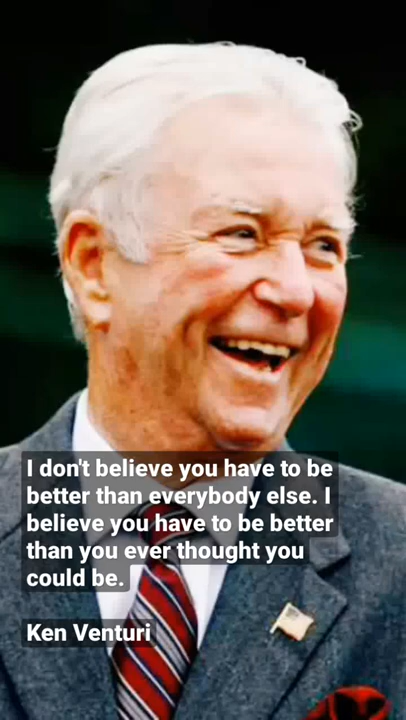 I don't believe you have to be
better than everybody else. I
believe you have to be better
than you ever thought you
could be.
Ken Venturi